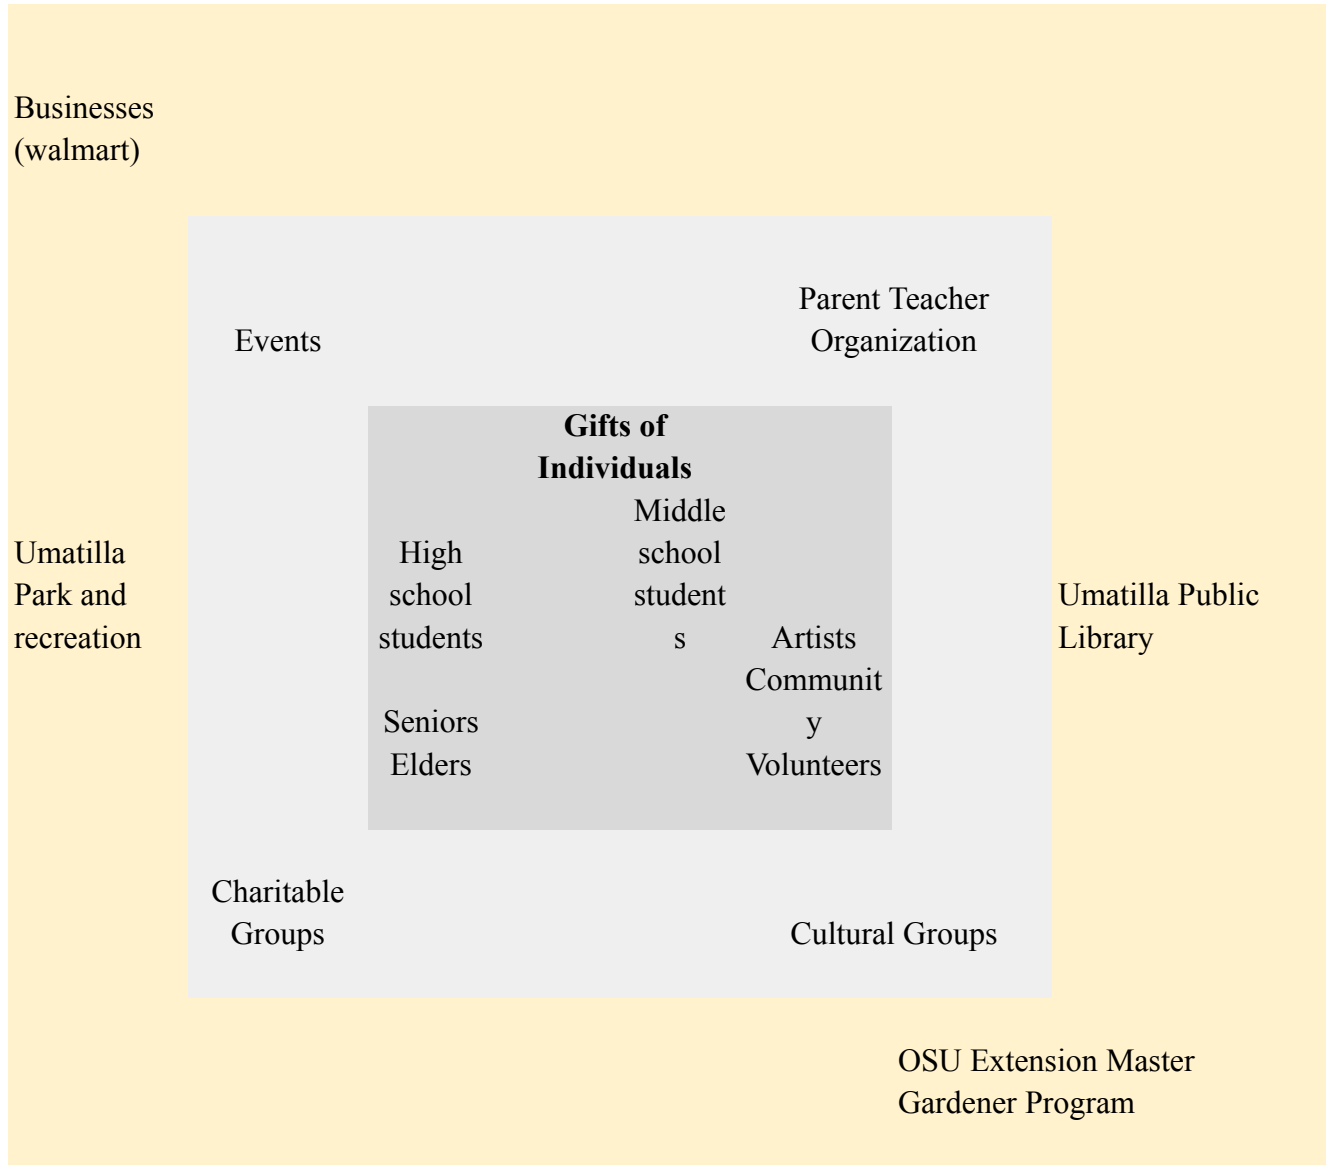 Businesses
(walmart)
Events
Parent Teacher
Organization
Gifts of
Individuals
Umatilla
Park and
recreation
High
school
students
Middle
school
student
s
Artists
Umatilla Public
Library
Seniors
Elders
Communit
y
Volunteers
Charitable
Groups
Cultural Groups
OSU Extension Master
Gardener Program